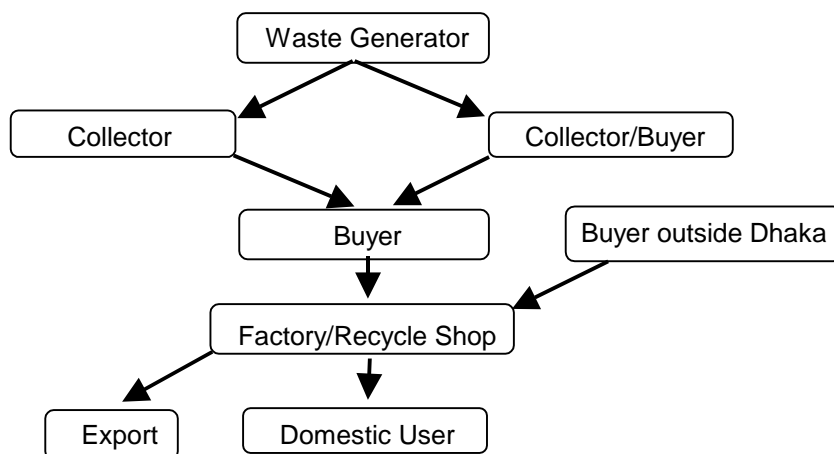 Waste Generator
Collector
Collector/Buyer
Buyer
Buyer outside Dhaka
Factory/Recycle Shop
Export
Domestic User